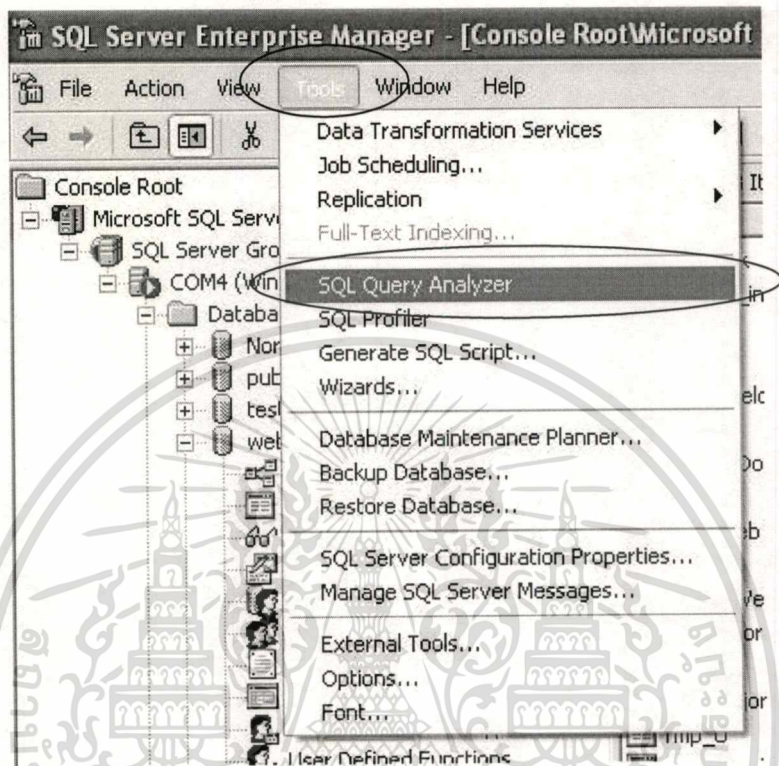 SQL Server Enterprise Manager - [Console Root\Microsoft
File Action View Tools Window Help
Data Transformation Services
Job Scheduling...
Replication
Full-Text Indexing...
SQL Query Analyzer
SQL Profiler
Generate SQL Script...
Wizards...
Database Maintenance Planner...
Backup Database...
Restore Database...
SQL Server Configuration Properties...
Manage SQL Server Messages...
External Tools...
Options...
Font...
Console Root
Microsoft SQL Serv
SQL Server Gro
COM4 (Win
Databa
Nor
pub
test
web
User Defined Functions
It